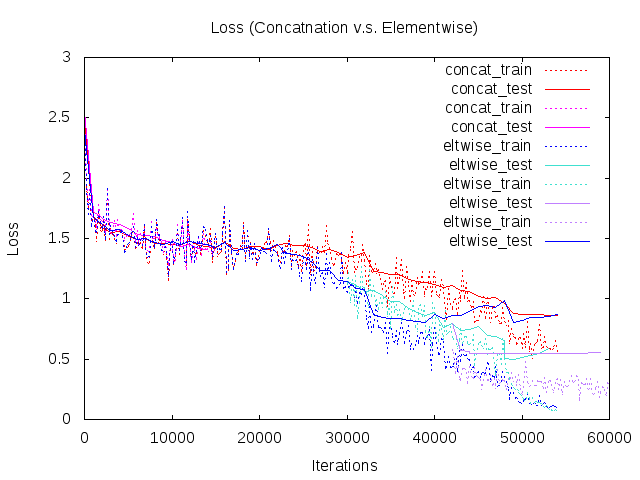 Loss (Concatnation v.s. Elementwise)
3
2.5
2
1.5
1
0.5
0
Loss
concat_train
concat_test
concat_train
concat_test
eltwise_train
eltwise_test
eltwise_train
eltwise_test
eltwise_train
eltwise_test
0 10000 20000 30000 40000 50000 60000
Iterations